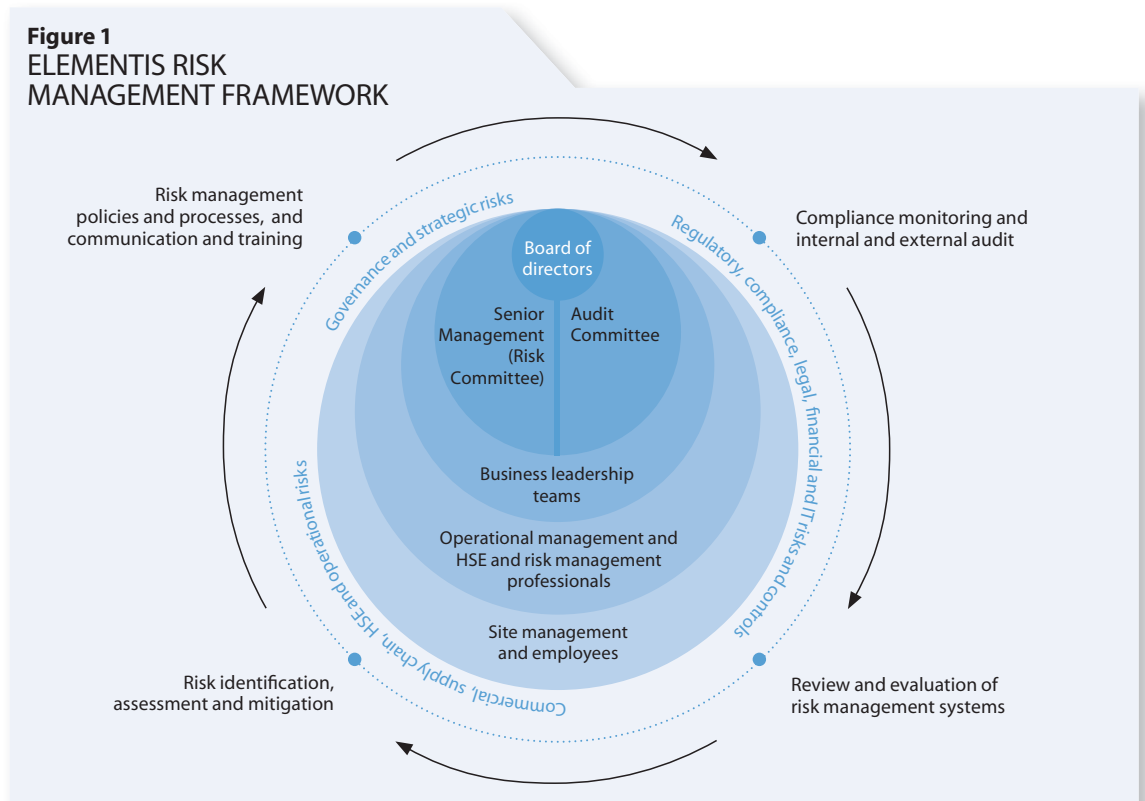 Figure 1
ELEMENTIS RISK
MANAGEMENT FRAMEWORK
Risk management
policies and processes, and
communication and training
Compliance monitoring and
internal and external audit
Governance and strategic risks
Regulatory, compliance, legal, financial and IT risks and controls
Board of
directors
Senior
Management
(Risk
Committee)
Audit
Committee
Business leadership
teams
Operational management and
HSE and risk management
professionals
Site management
and employees
Commercial, supply chain, HSE and operational risks
Risk identification,
assessment and mitigation
Review and evaluation of
risk management systems